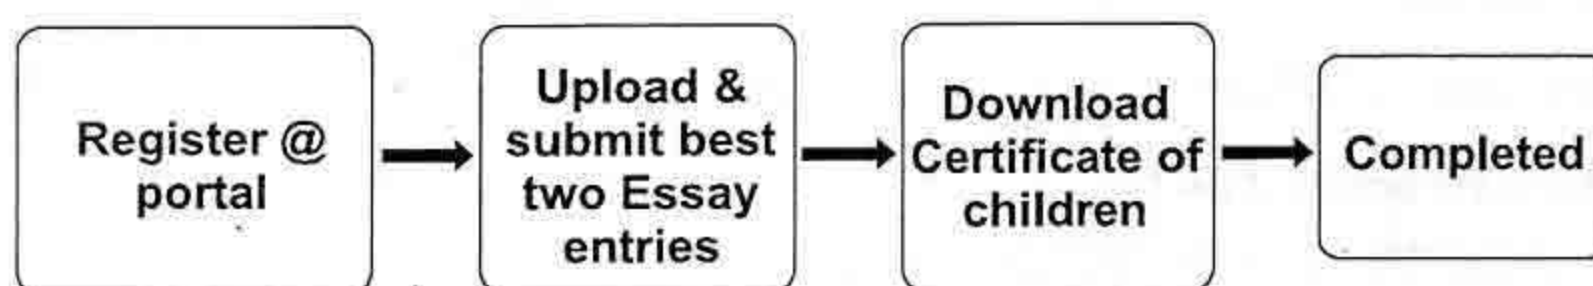 Register @
portal
Upload &
submit best
two Essay
entries
Download
Certificate of
children
Completed